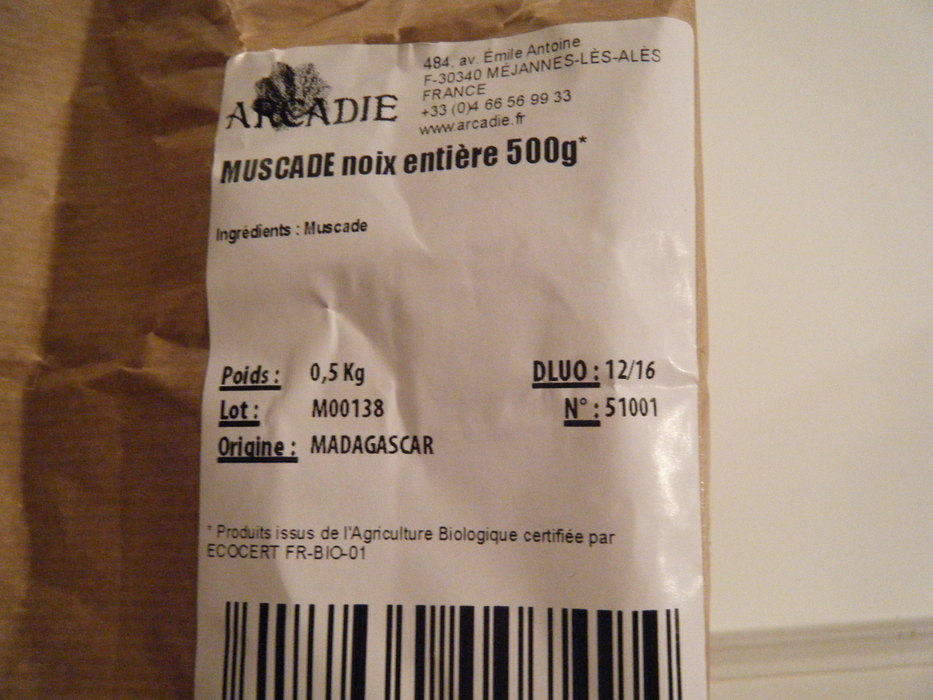 ARCADIE
484, av. Émile Antoine
F-30340 MÉJANNES-LÈS-ALÈS
FRANCE
+33 (0)4 66 56 99 33
www.arcadie.fr
MUSCADE noix entière 500g*
Ingrédients : Muscade
Poids : 0,5 Kg DLUO : 12/16
Lot : M00138 N° : 51001
Origine : MADAGASCAR
* Produits issus de l'Agriculture Biologique certifiée par
ECOCERT FR-BIO-01